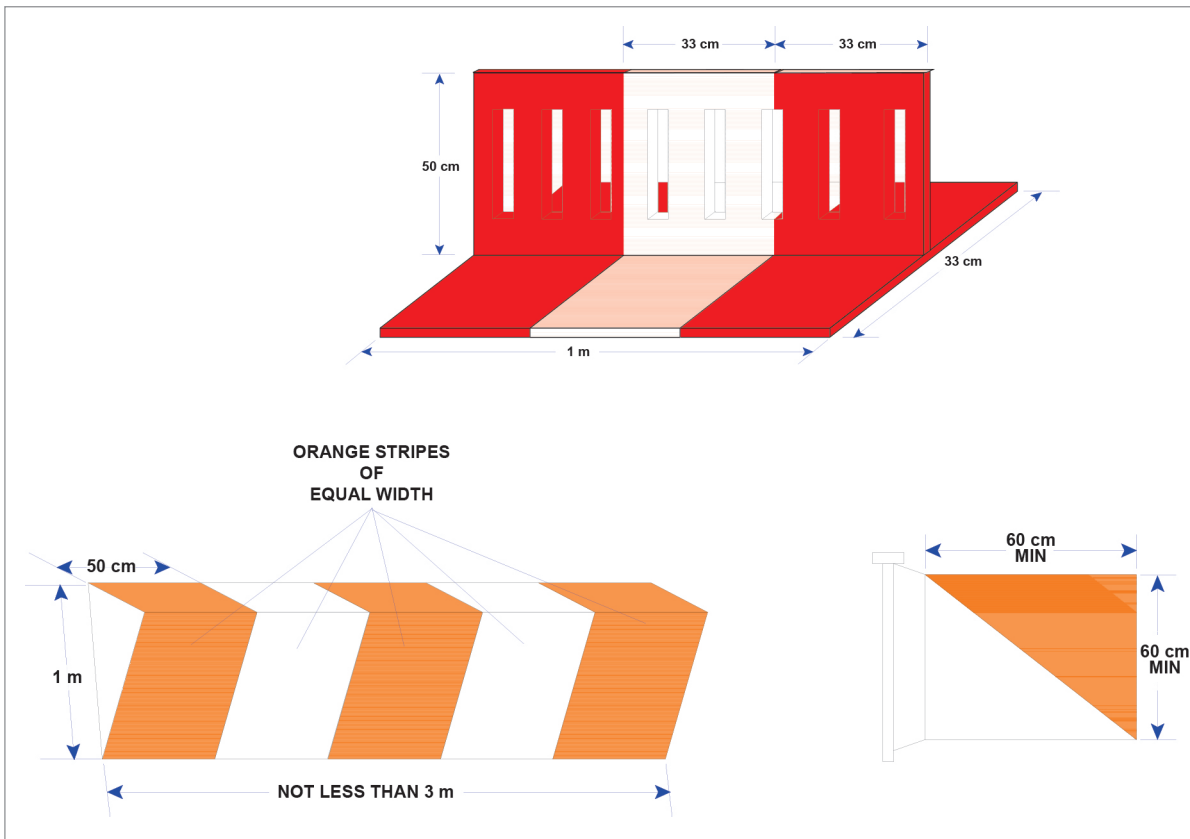 33 cm
33 cm
50 cm
33 cm
1 m
ORANGE STRIPES
OF
EQUAL WIDTH
50 cm
1 m
NOT LESS THAN 3 m
60 cm
MIN
60 cm
MIN